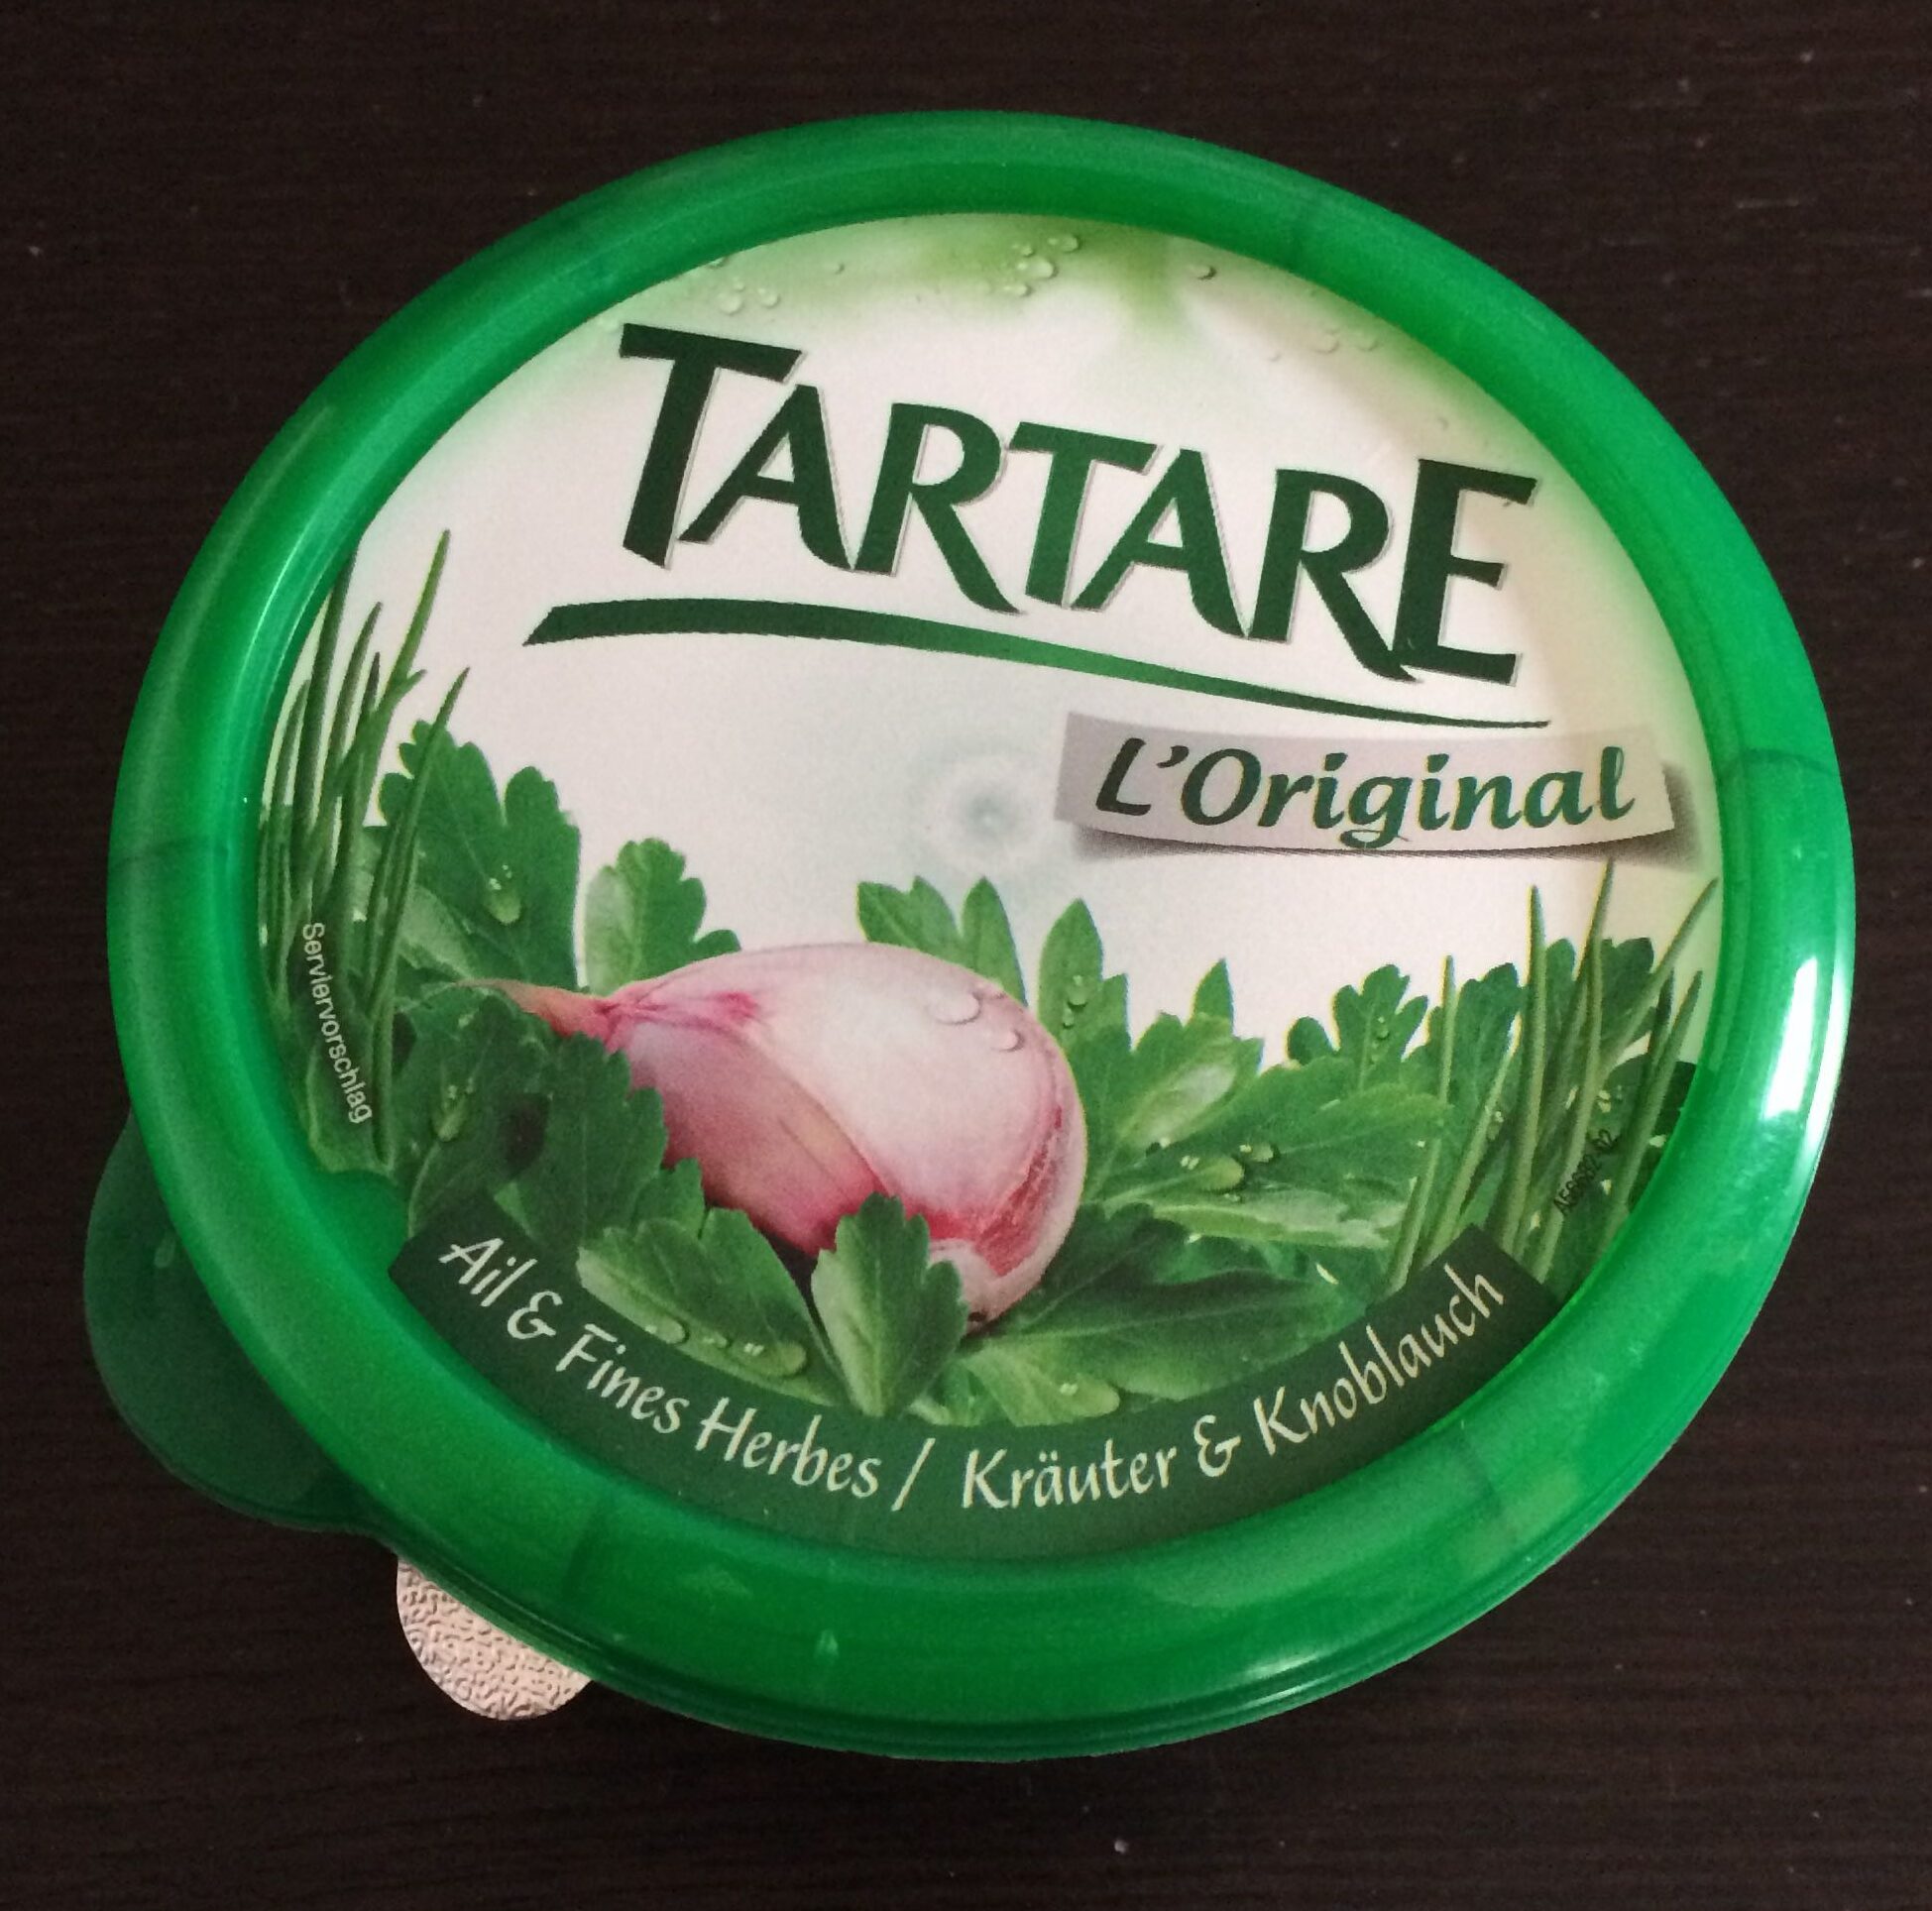 TARTARE
L'Original
Serviervorschlag
Ail & Fines Herbes / Kräuter & Knoblauch